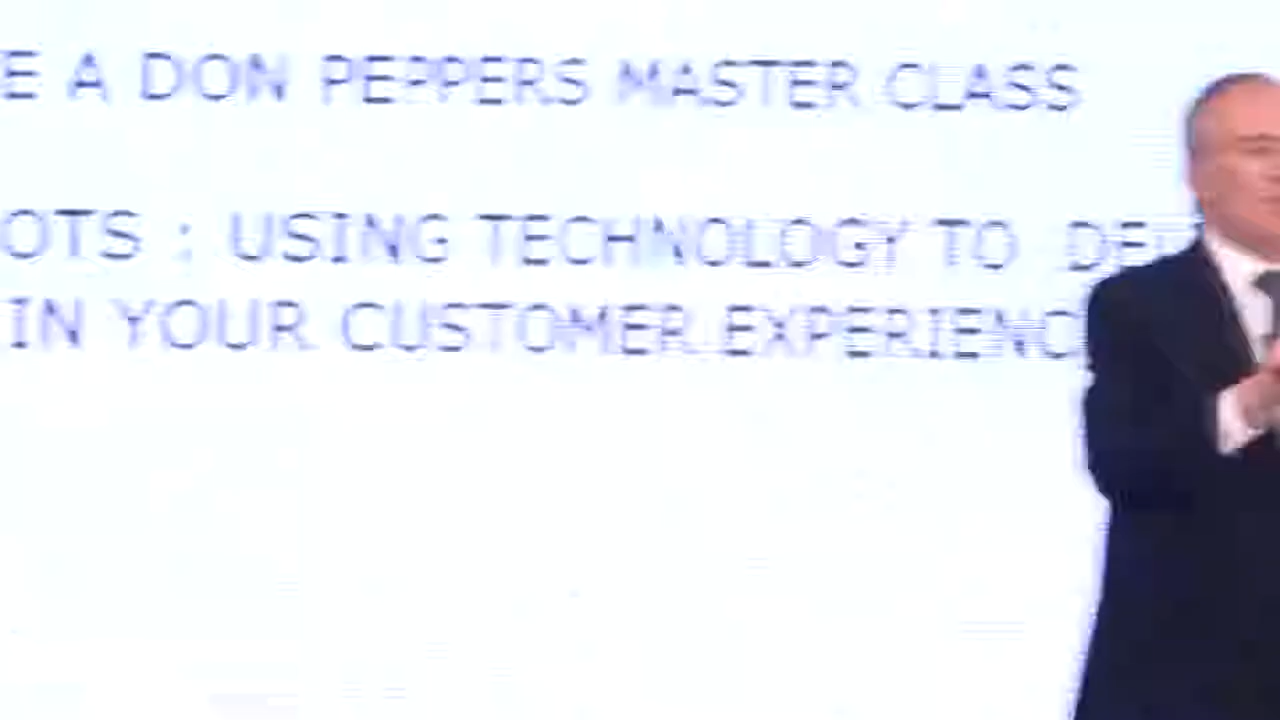 E A DON PEPPERS MASTER CLASS
OTS : USING TECHNOLOGY TO
IN YOUR CUSTOMER EXPERIENC